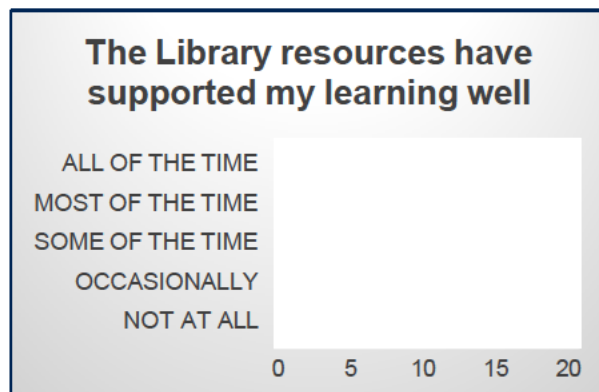 The Library resources have
supported my learning well
ALL OF THE TIME
MOST OF THE TIME
SOME OF THE TIME
OCCASIONALLY
NOT AT ALL
0 5 10 15 20